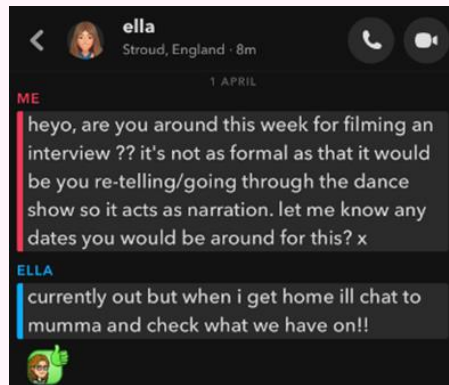 ella
Stroud, England · 8m
1 APRIL
ME
heyo, are you around this week for filming an
interview ?? it's not as formal as that it would
be you re-telling/going through the dance
show so it acts as narration. let me know any
dates you would be around for this? x
ELLA
currently out but when i get home ill chat to
mumma and check what we have on!!